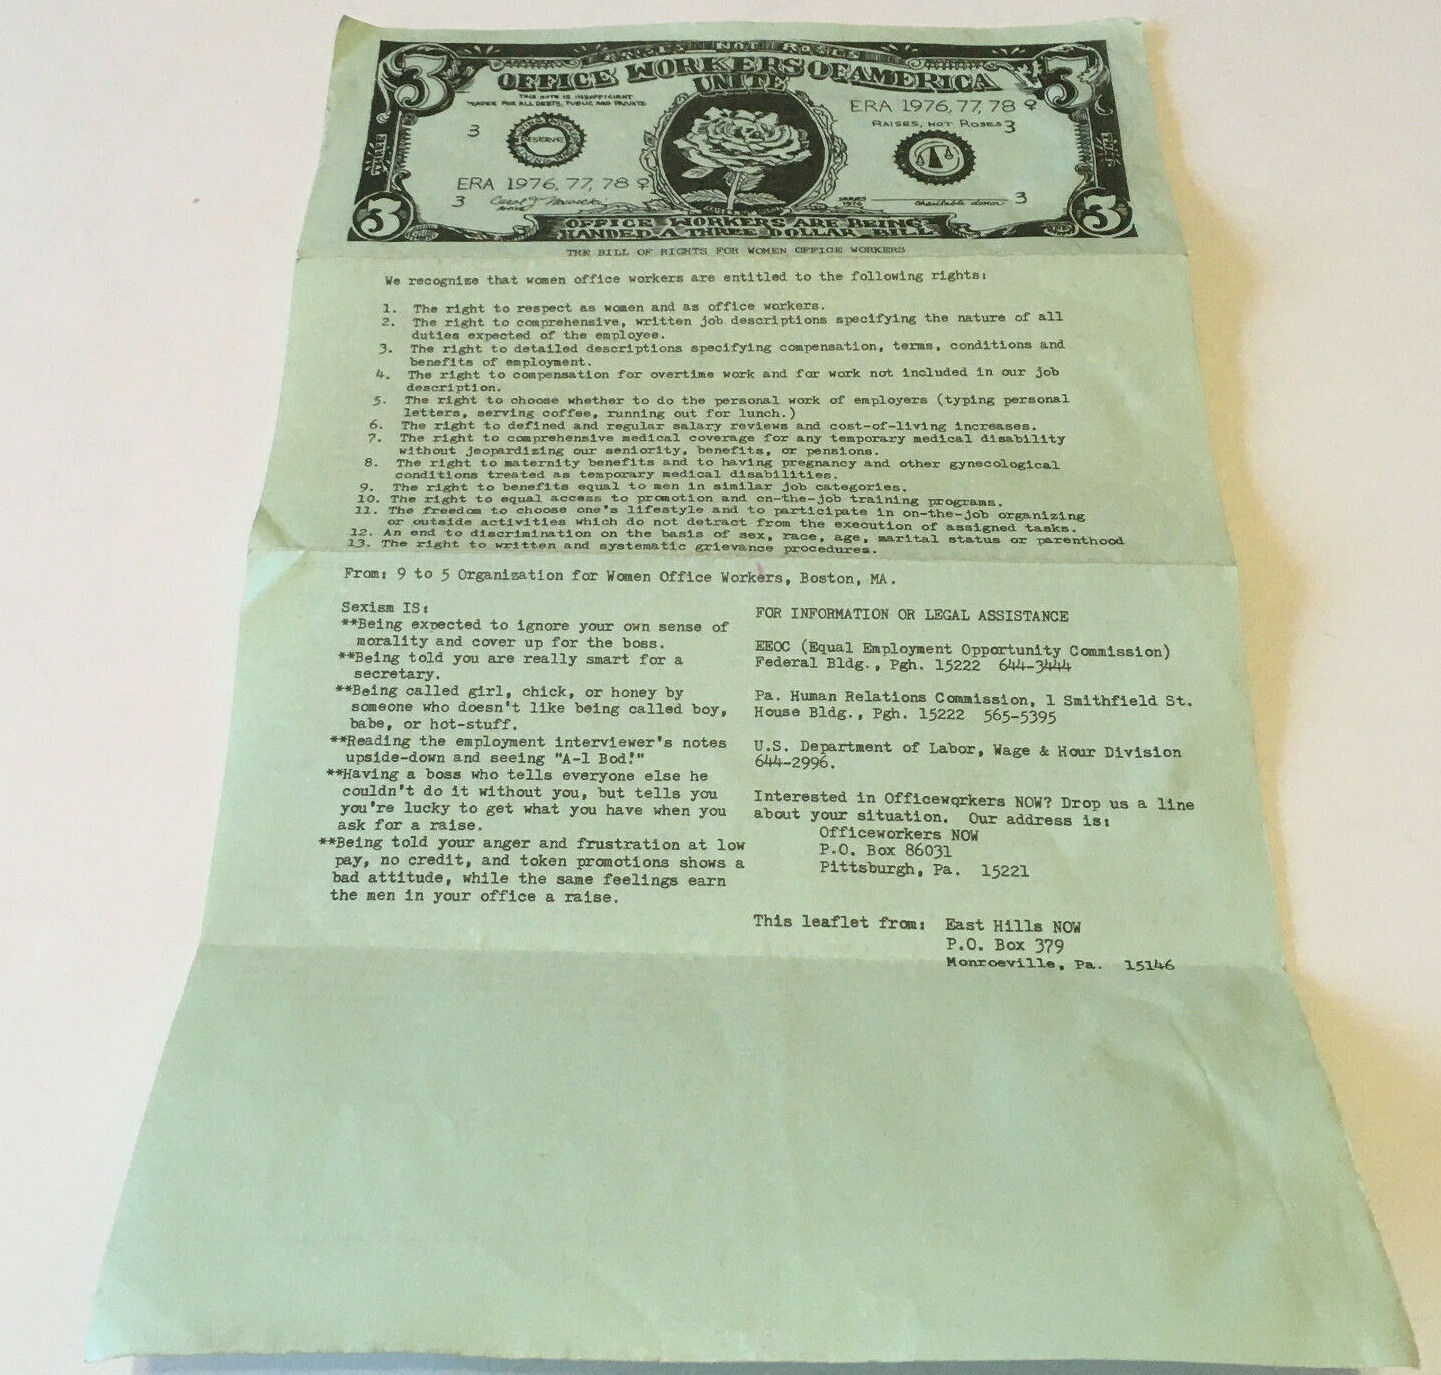 RAISES NOT ROSES
OFFICE WORKERS OF AMERICA
UNITE
THIS NOTE IS INSUFFICIENT
TENDER FOR ALL DEBTS, PUBLIC AND PRIVATE
ERA 1976, 77, 78 ♀
RAISES, NOT ROSES 3
3
3
3
RESERVE
THREE
ERA 1976, 77, 78 ♀
3
SERIES
1976
Charitable donor
3
3
3
OFFICE WORKERS ARE BEING
HANDED A THREE DOLLAR BILL
THE BILL OF RIGHTS FOR WOMEN OFFICE WORKERS
We recognize that women office workers are entitled to the following rights:
1. The right to respect as women and as office workers.
2. The right to comprehensive, written job descriptions specifying the nature of all
duties expected of the employee.
3. The right to detailed descriptions specifying compensation, terms, conditions and
benefits of employment.
4. The right to compensation for overtime work and for work not included in our job
description.
5. The right to choose whether to do the personal work of employers (typing personal
letters, serving coffee, running out for lunch.)
6. The right to defined and regular salary reviews and cost-of-living increases.
7. The right to comprehensive medical coverage for any temporary medical disability
without jeopardizing our seniority, benefits, or pensions.
8. The right to maternity benefits and to having pregnancy and other gynecological
conditions treated as temporary medical disabilities.
9. The right to benefits equal to men in similar job categories.
10. The right to equal access to promotion and on-the-job training programs.
11. The freedom to choose one's lifestyle and to participate in on-the-job organizing
or outside activities which do not detract from the execution of assigned tasks.
12. An end to discrimination on the basis of sex, race, age, marital status or parenthood
13. The right to written and systematic grievance procedures.
From: 9 to 5 Organization for Women Office Workers, Boston, MA.
Sexism IS:
**Being expected to ignore your own sense of
morality and cover up for the boss.
**Being told you are really smart for a
secretary.
**Being called girl, chick, or honey by
someone who doesn't like being called boy,
babe, or hot-stuff.
**Reading the employment interviewer's notes
upside-down and seeing "A-1 Bod!"
**Having a boss who tells everyone else he
couldn't do it without you, but tells you
you're lucky to get what you have when you
ask for a raise.
**Being told your anger and frustration at low
pay, no credit, and token promotions shows a
bad attitude, while the same feelings earn
the men in your office a raise.
FOR INFORMATION OR LEGAL ASSISTANCE
EEOC (Equal Employment Opportunity Commission)
Federal Bldg., Pgh. 15222 644-3444
Pa. Human Relations Commission, 1 Smithfield St.
House Bldg., Pgh. 15222 565-5395
U.S. Department of Labor, Wage & Hour Division
644-2996.
Interested in Officeworkers NOW? Drop us a line
about your situation. Our address is:
Officeworkers NOW
P.O. Box 86031
Pittsburgh, Pa. 15221
This leaflet from: East Hills NOW
P.O. Box 379
Monroeville, Pa. 15146